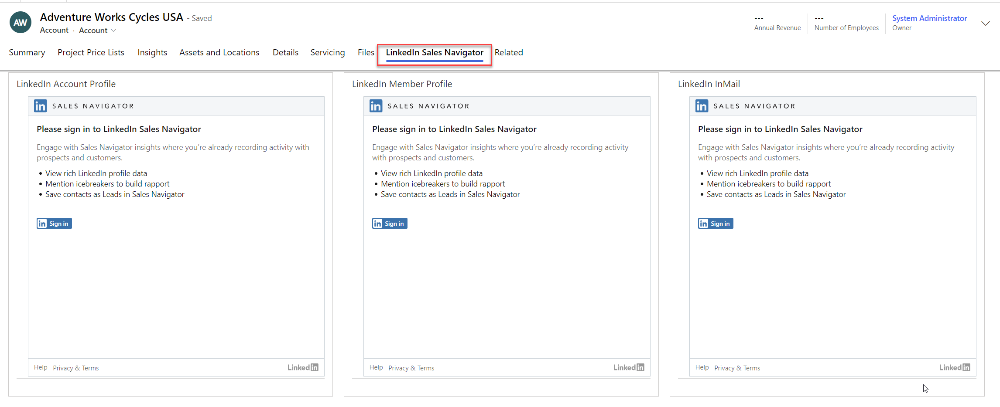 AW
Adventure Works Cycles USA - Saved
Account · Account
---
Annual Revenue
---
Number of Employees
System Administrator
Owner
Summary Project Price Lists Insights Assets and Locations Details Servicing Files LinkedIn Sales Navigator Related
LinkedIn Account Profile
in SALES NAVIGATOR
Please sign in to LinkedIn Sales Navigator
Engage with Sales Navigator insights where you’re already recording activity with
prospects and customers.
• View rich LinkedIn profile data
• Mention icebreakers to build rapport
• Save contacts as Leads in Sales Navigator
in Sign in
Help Privacy & Terms LinkedIn
LinkedIn Member Profile
in SALES NAVIGATOR
Please sign in to LinkedIn Sales Navigator
Engage with Sales Navigator insights where you’re already recording activity
with prospects and customers.
• View rich LinkedIn profile data
• Mention icebreakers to build rapport
• Save contacts as Leads in Sales Navigator
in Sign in
Help Privacy & Terms LinkedIn
LinkedIn InMail
in SALES NAVIGATOR
Please sign in to LinkedIn Sales Navigator
Engage with Sales Navigator insights where you’re already recording activity
with prospects and customers.
• View rich LinkedIn profile data
• Mention icebreakers to build rapport
• Save contacts as Leads in Sales Navigator
in Sign in
Help Privacy & Terms LinkedIn